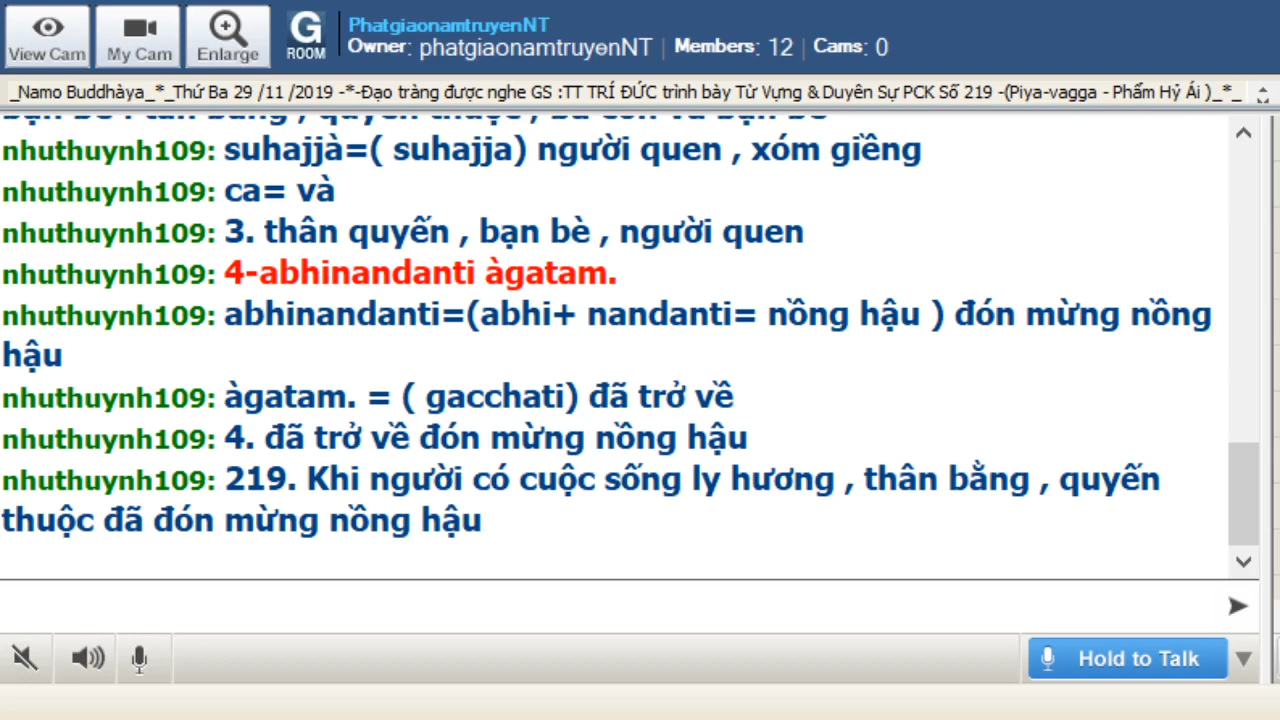 View Cam
My Cam
Enlarge
G
ROOM
PhatgiaonamtruyenNT
Owner: phatgiaonamtruyenNT | Members: 12 | Cams: 0
_Namo Buddhàya_*_Thứ Ba 29 /11 /2019 -*-Đạo tràng được nghe GS :TT TRÍ ĐỨC trình bày Từ Vựng & Duyên Sự PCK Số 219 -(Piya-vagga - Phẩm Hỷ Ái )_*_
nhuthuynh109: suhajjà=( suhajja) người quen , xóm giềng
nhuthuynh109: ca= và
nhuthuynh109: 3. thân quyến , bạn bè , người quen
nhuthuynh109: 4-abhinandanti àgatam.
nhuthuynh109: abhinandanti=(abhi+ nandanti= nồng hậu ) đón mừng nồng
hậu
nhuthuynh109: àgatam. = ( gacchati) đã trở về
nhuthuynh109: 4. đã trở về đón mừng nồng hậu
nhuthuynh109: 219. Khi người có cuộc sống ly hương , thân bằng , quyến
thuộc đã đón mừng nồng hậu
Hold to Talk